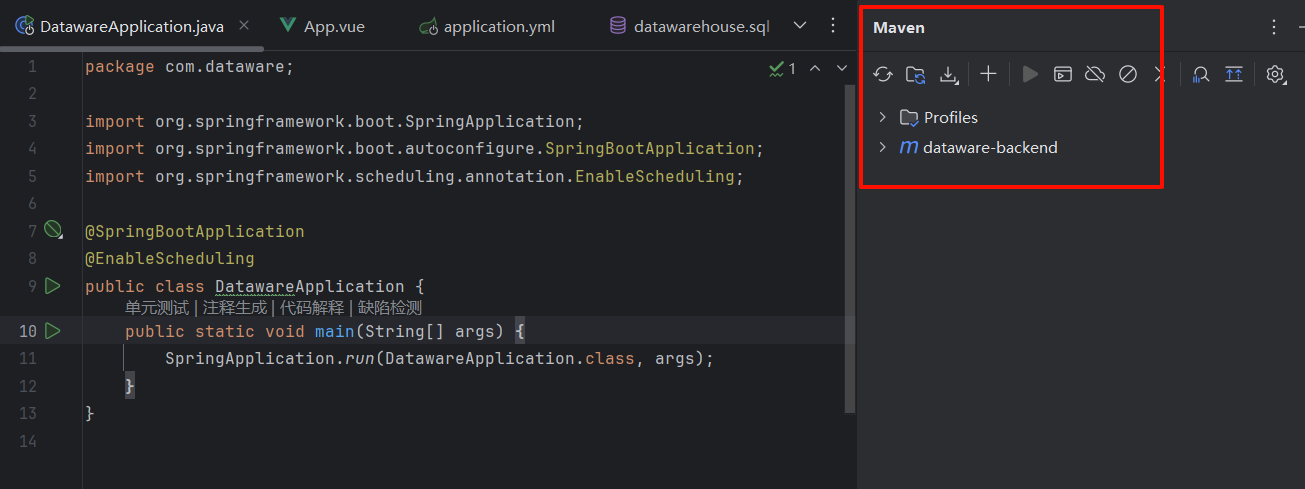 DatawareApplication.java App.vue application.yml datawarehouse.sql
1 package com.dataware; 1
2
3 import org.springframework.boot.SpringApplication;
4 import org.springframework.boot.autoconfigure.SpringBootApplication;
5 import org.springframework.scheduling.annotation.EnableScheduling;
6
7 @SpringBootApplication
8 @EnableScheduling
9 public class DatawareApplication {
单元测试 | 注释生成 | 代码解释 | 缺陷检测
10 public static void main(String[] args) {
11 SpringApplication.run(DatawareApplication.class, args);
12 }
13 }
14
Maven
Profiles
m dataware-backend